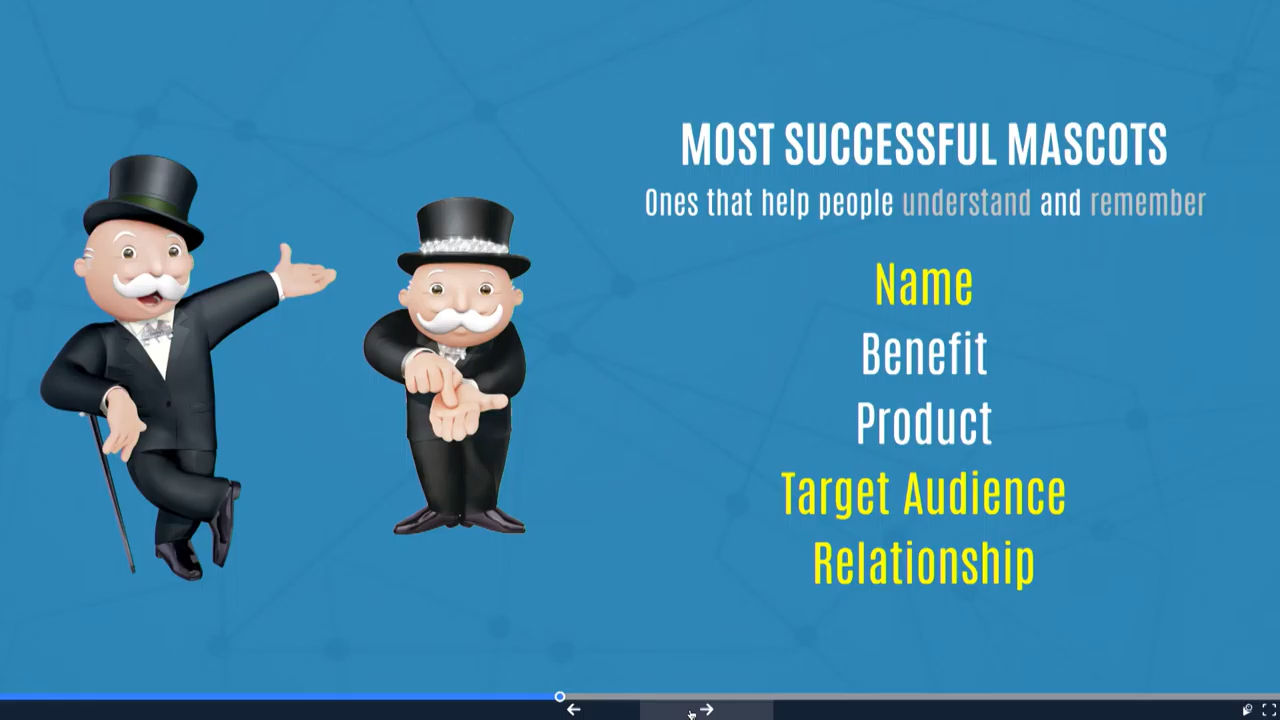 MOST SUCCESSFUL MASCOTS
Ones that help people understand and remember
Name
Benefit
Product
Target Audience
Relationship